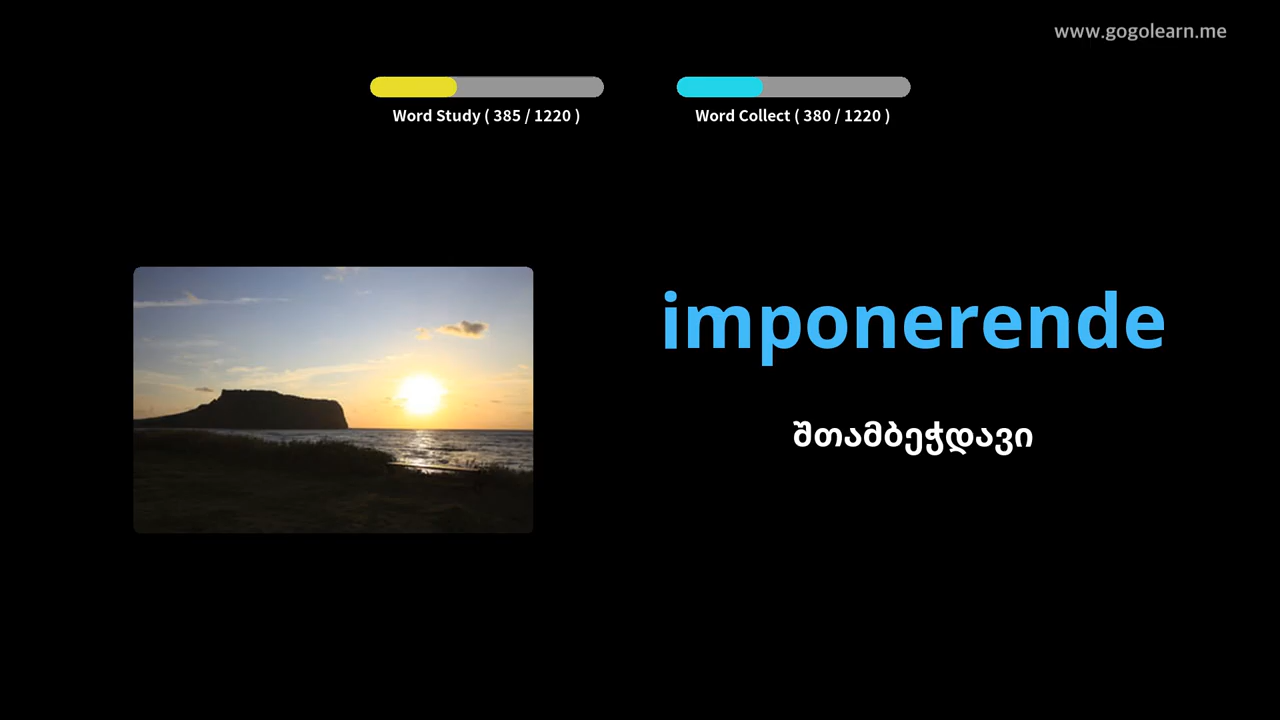 www.gogolearn.me
Word Study ( 385 / 1220 )
Word Collect ( 380 / 1220 )
imponerende
შთამბეჭდავი